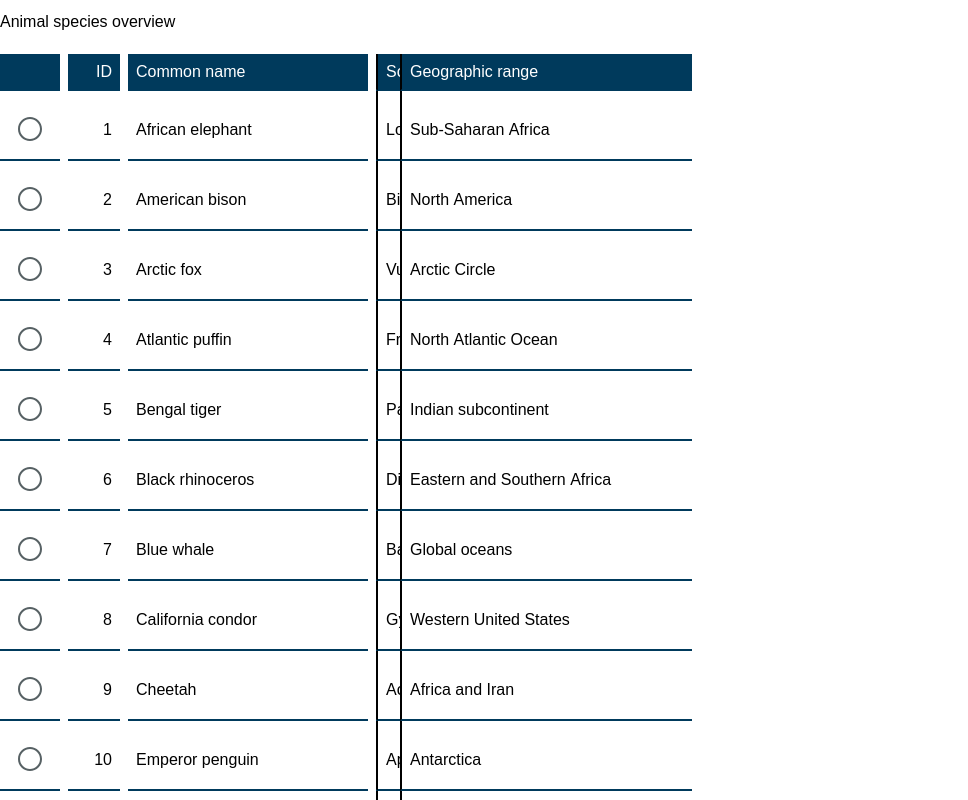 Animal species overview
ID Common name Geographic range
1 African elephant Sub-Saharan Africa
2 American bison North America
3 Arctic fox Arctic Circle
4 Atlantic puffin North Atlantic Ocean
5 Bengal tiger Indian subcontinent
6 Black rhinoceros Eastern and Southern Africa
7 Blue whale Global oceans
8 California condor Western United States
9 Cheetah Africa and Iran
10 Emperor penguin Antarctica